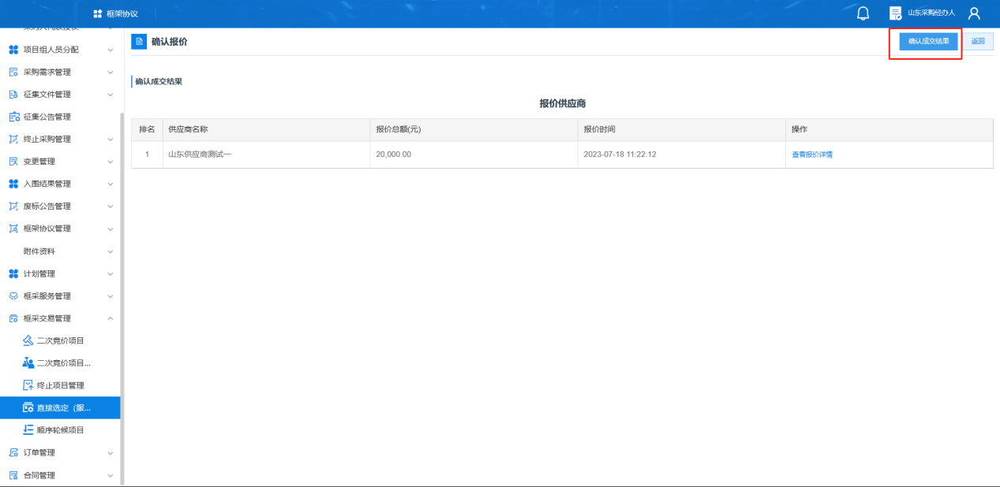 框架协议
山东采购经办人
项目组人员分配
采购需求管理
征集文件管理
征集公告管理
终止采购管理
变更管理
入围结果管理
废标公告管理
框架协议管理
附件资料
计划管理
框采服务管理
框采交易管理
二次竞价项目
二次竞价项目...
终止项目管理
直接选定（服...
顺序轮候项目
订单管理
合同管理
确认报价
确认成交结果
返回
确认成交结果
报价供应商
排名 供应商名称 报价总额(元) 报价时间 操作
1 山东供应商测试一 20,000.00 2023-07-18 11:22:12 查看报价详情